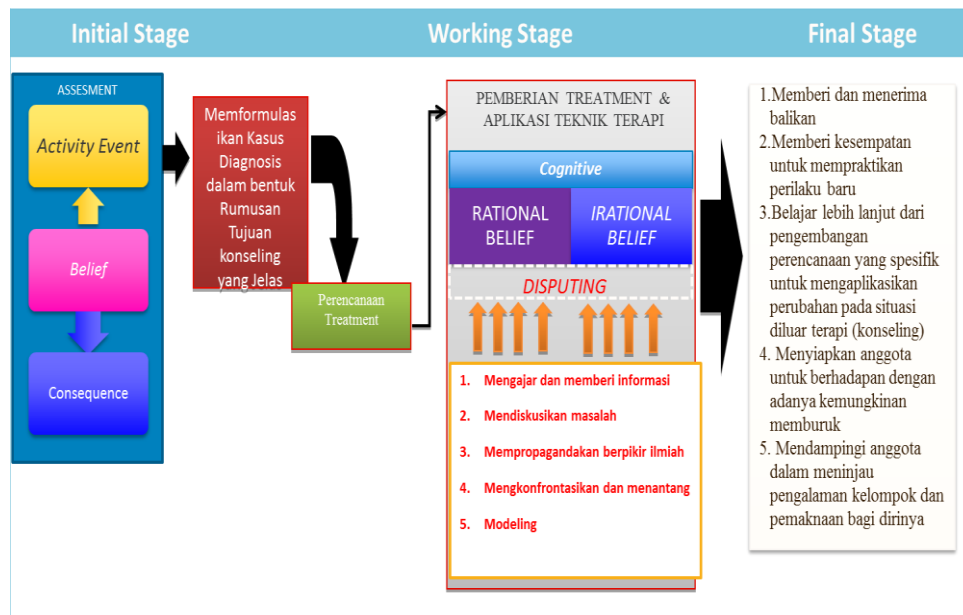 Initial Stage
Working Stage
Final Stage
ASSESMENT
Activity Event
Belief
Consequence
Memformulas
ikan Kasus
Diagnosis
dalam bentuk
Rumusan
Tujuan
konseling
yang Jelas
Perencanaan
Treatment
PEMBERIAN TREATMENT &
APLIKASI TEKNIK TERAPI
Cognitive
RATIONAL
BELIEF
IRATIONAL
BELIEF
DISPUTING
1. Mengajar dan memberi informasi
2. Mendiskusikan masalah
3. Mempropagandakan berpikir ilmiah
4. Mengkonfrontasikan dan menantang
5. Modeling
1.Memberi dan menerima
balikan
2.Memberi kesempatan
untuk mempraktikan
perilaku baru
3.Belajar lebih lanjut dari
pengembangan
perencanaan yang spesifik
untuk mengaplikasikan
perubahan pada situasi
diluar terapi (konseling)
4. Menyiapkan anggota
untuk berhadapan dengan
adanya kemungkinan
memburuk
5. Mendampingi anggota
dalam meninjau
pengalaman kelompok dan
pemaknaan bagi dirinya